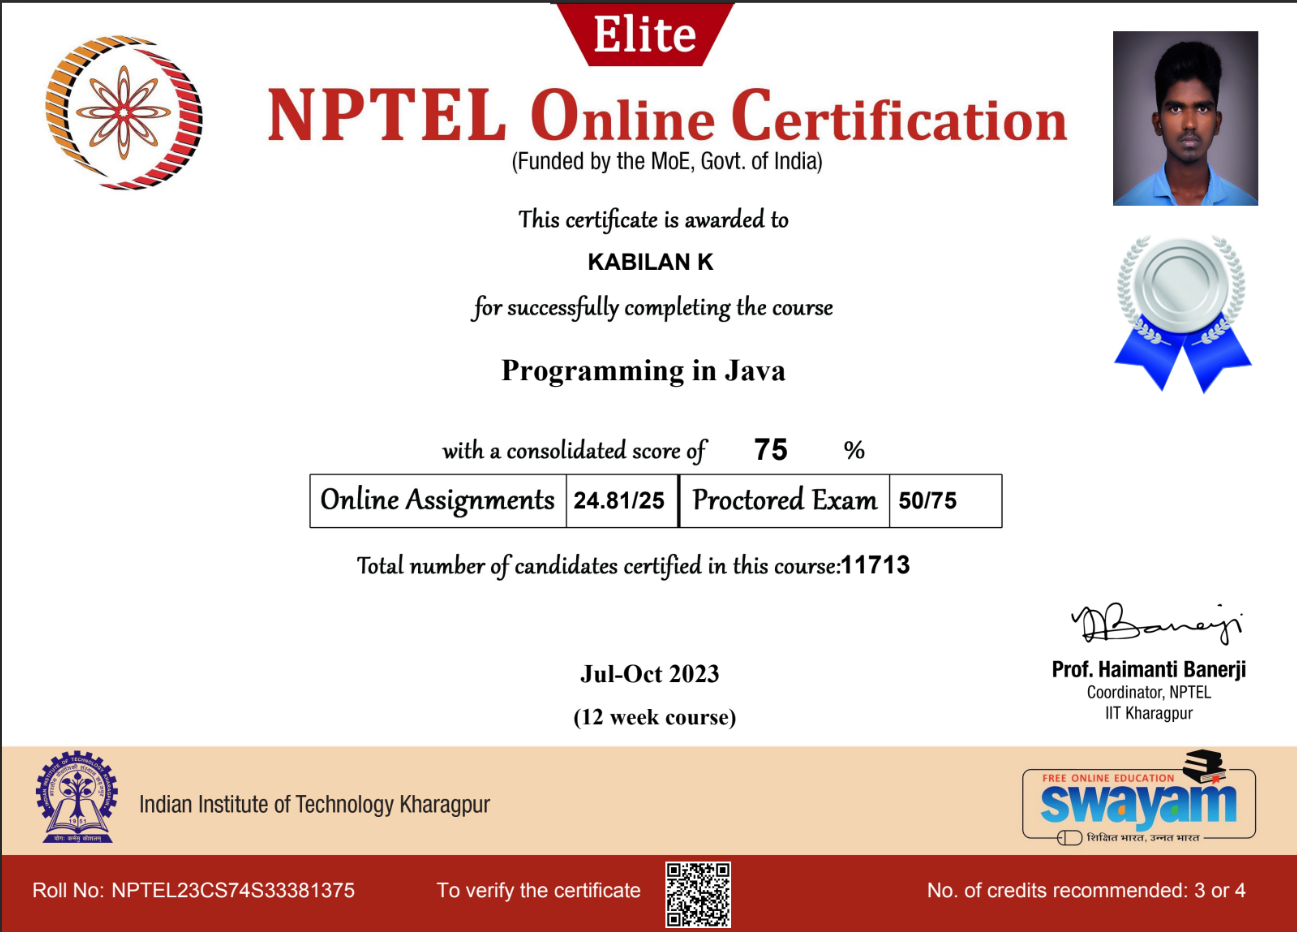 Elite
NPTEL Online Certification
(Funded by the MoE, Govt. of India)
This certificate is awarded to
KABILAN K
for successfully completing the course
Programming in Java
with a consolidated score of 75 %
Online Assignments 24.81/25 Proctored Exam 50/75
Total number of candidates certified in this course:11713
Prof. Haimanti Banerji
Coordinator, NPTEL
IIT Kharagpur
Jul-Oct 2023
(12 week course)
Indian Institute of Technology Kharagpur
1951
योगः कर्मसु कौशलम्
FREE ONLINE EDUCATION
swayam
शिक्षित भारत, उन्नत भारत
Roll No: NPTEL23CS74S33381375
To verify the certificate
No. of credits recommended: 3 or 4